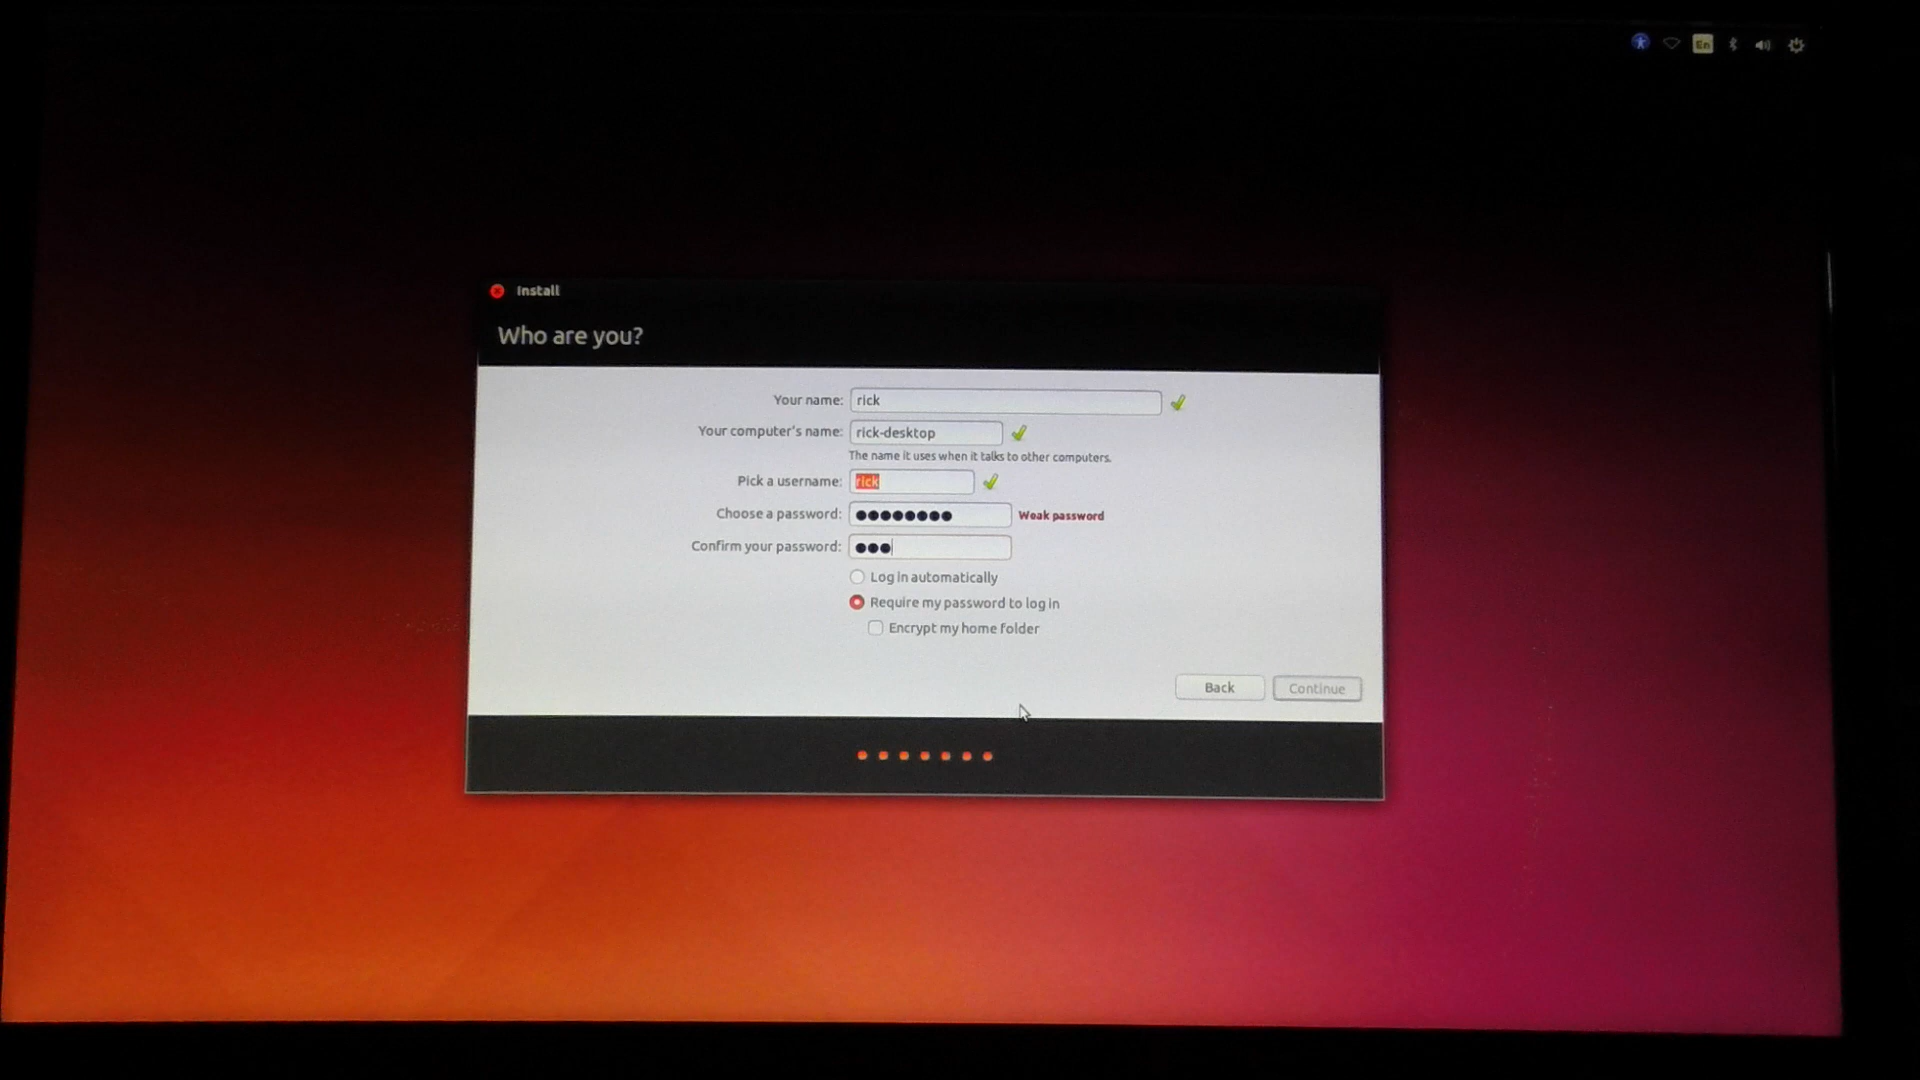 En
Install
Who are you?
Your name: rick
Your computer's name: rick-desktop
The name it uses when it talks to other computers.
Pick a username: rick
Choose a password: ●●●●●●●● Weak password
Confirm your password: ●●●
Log in automatically
Require my password to log in
Encrypt my home folder
Back Continue